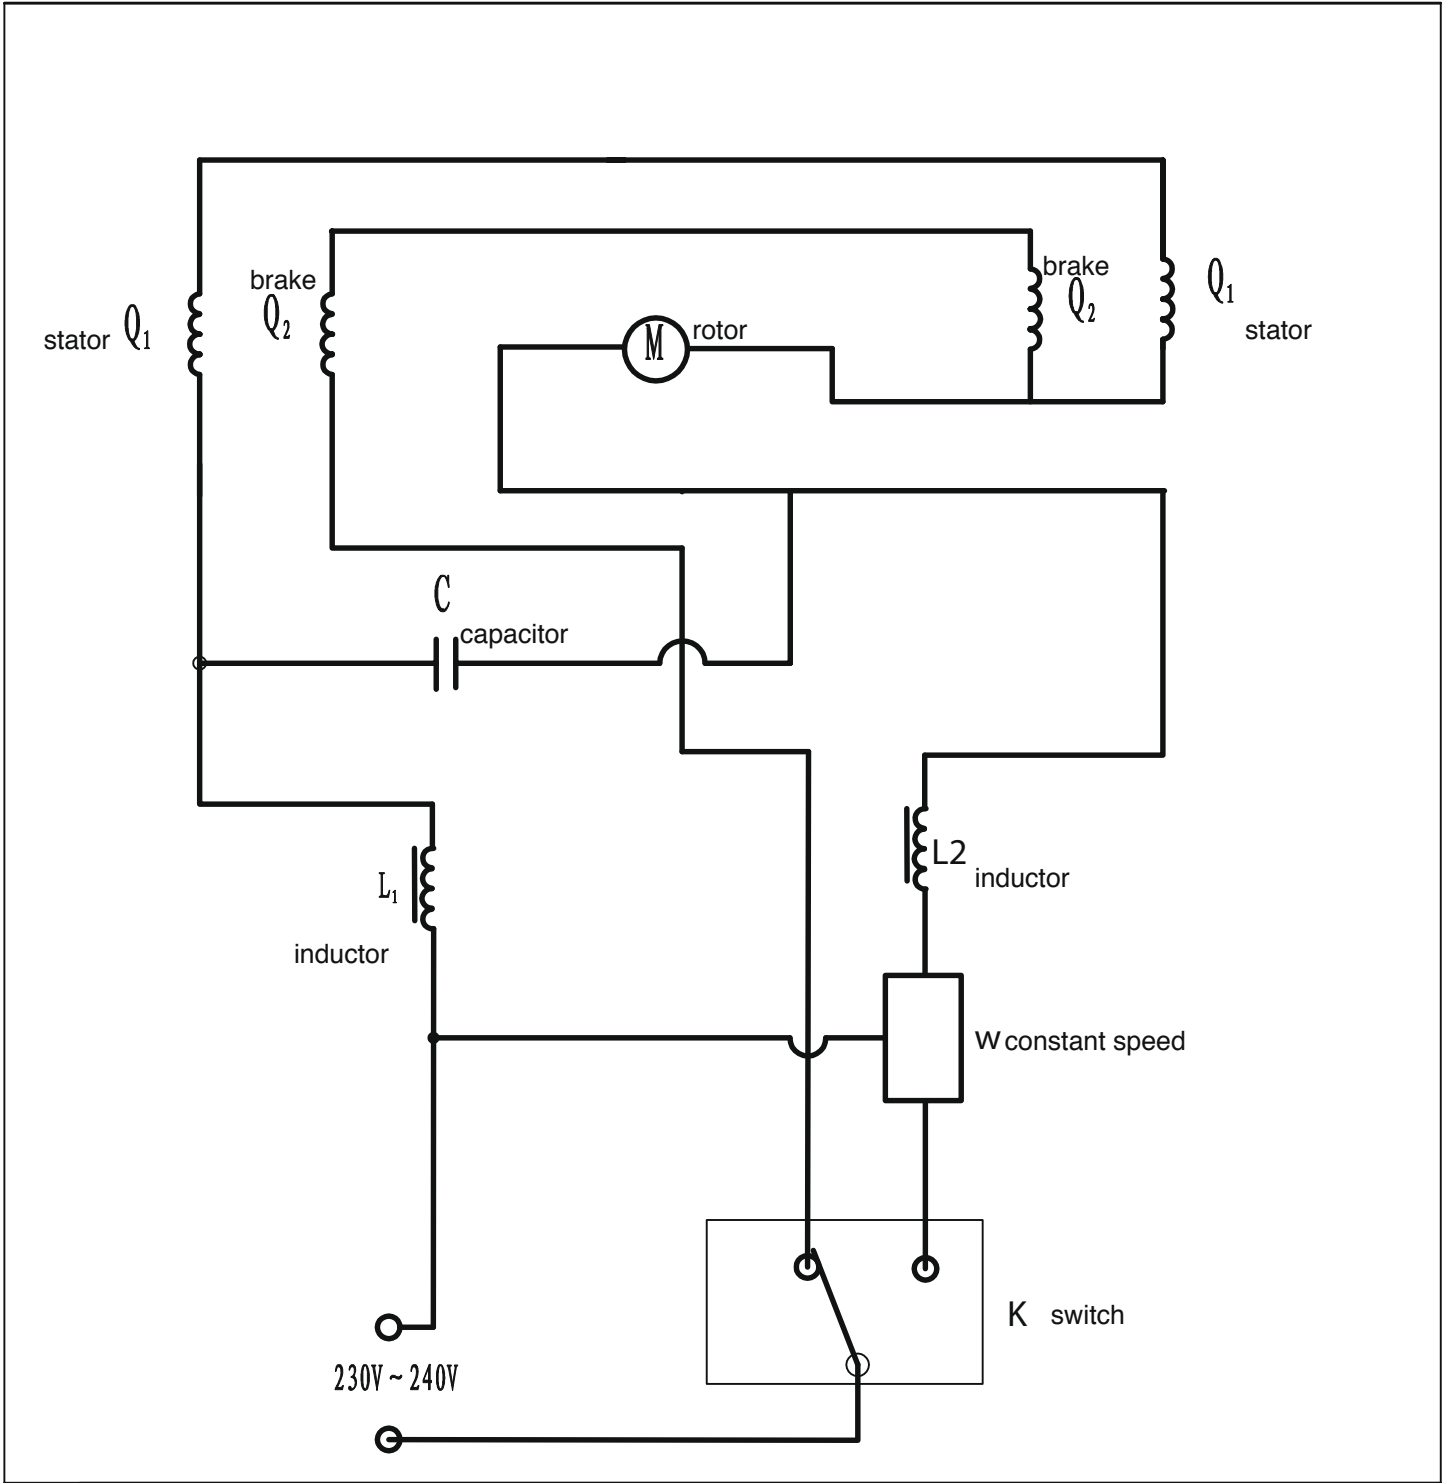 brake
Q₂
brake
Q₂
Q₁
stator
stator Q₁
M
rotor
C
capacitor
L₁
inductor
L2
inductor
W constant speed
K switch
230V ~ 240V